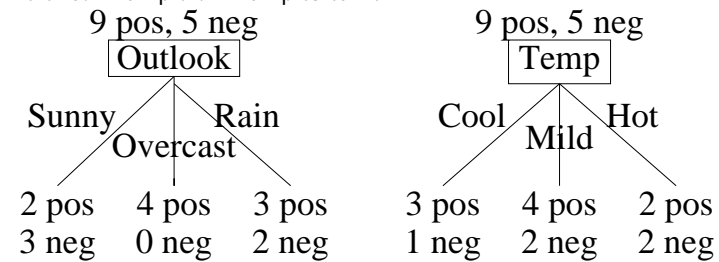 9 pos, 5 neg
Outlook
Sunny
Rain
Overcast
2 pos 4 pos 3 pos
3 neg 0 neg 2 neg
9 pos, 5 neg
Temp
Cool
Hot
Mild
3 pos 4 pos 2 pos
1 neg 2 neg 2 neg